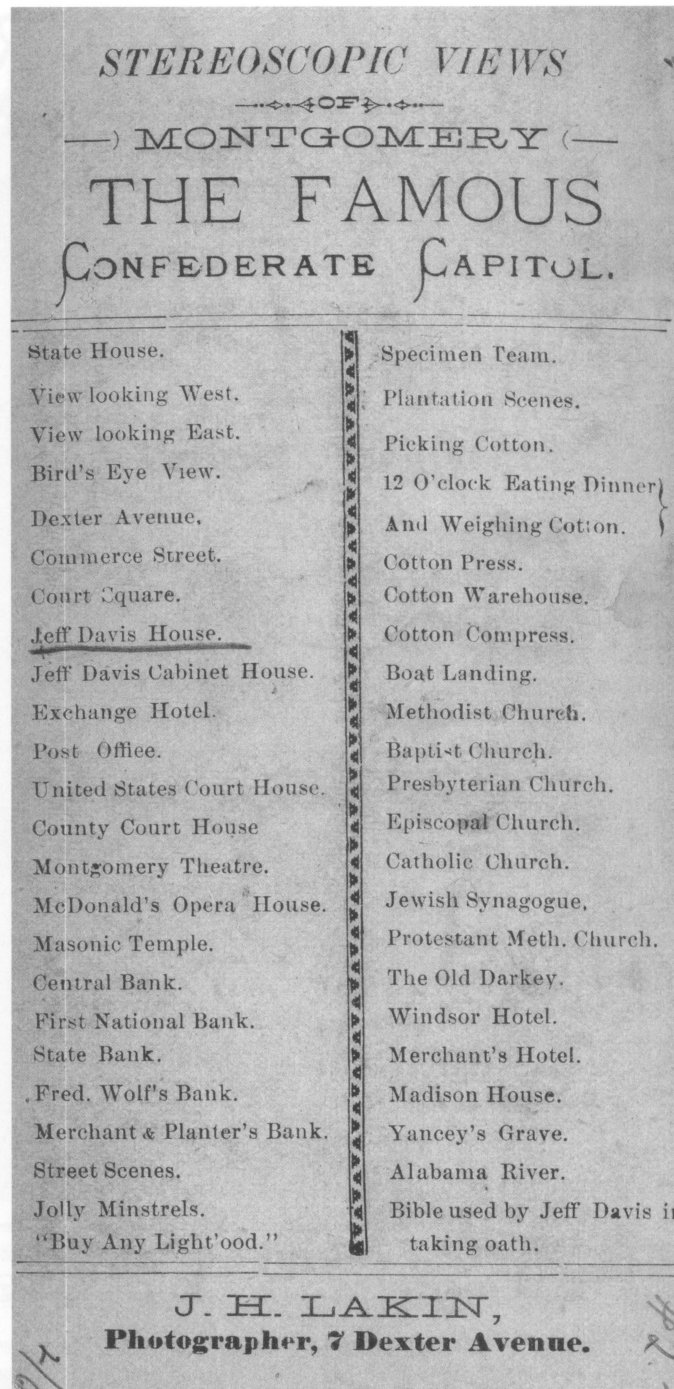 STEREOSCOPIC VIEWS
OF
MONTGOMERY
THE FAMOUS
CONFEDERATE CAPITOL.
State House.
View looking West.
View looking East.
Bird's Eye View.
Dexter Avenue.
Commerce Street.
Court Square.
Jeff Davis House.
Jeff Davis Cabinet House.
Exchange Hotel.
Post Office.
United States Court House.
County Court House
Montgomery Theatre.
McDonald's Opera House.
Masonic Temple.
Central Bank.
First National Bank.
State Bank.
Fred. Wolf's Bank.
Merchant & Planter's Bank.
Street Scenes.
Jolly Minstrels.
"Buy Any Light'ood."
Specimen Team.
Plantation Scenes.
Picking Cotton.
12 O'clock Eating Dinner
And Weighing Cotton.
Cotton Press.
Cotton Warehouse.
Cotton Compress.
Boat Landing.
Methodist Church.
Baptist Church.
Presbyterian Church.
Episcopal Church.
Catholic Church.
Jewish Synagogue,
Protestant Meth. Church.
The Old Darkey.
Windsor Hotel.
Merchant's Hotel.
Madison House.
Yancey's Grave.
Alabama River.
Bible used by Jeff Davis in
taking oath.
J. H. LAKIN,
Photographer, 7 Dexter Avenue.